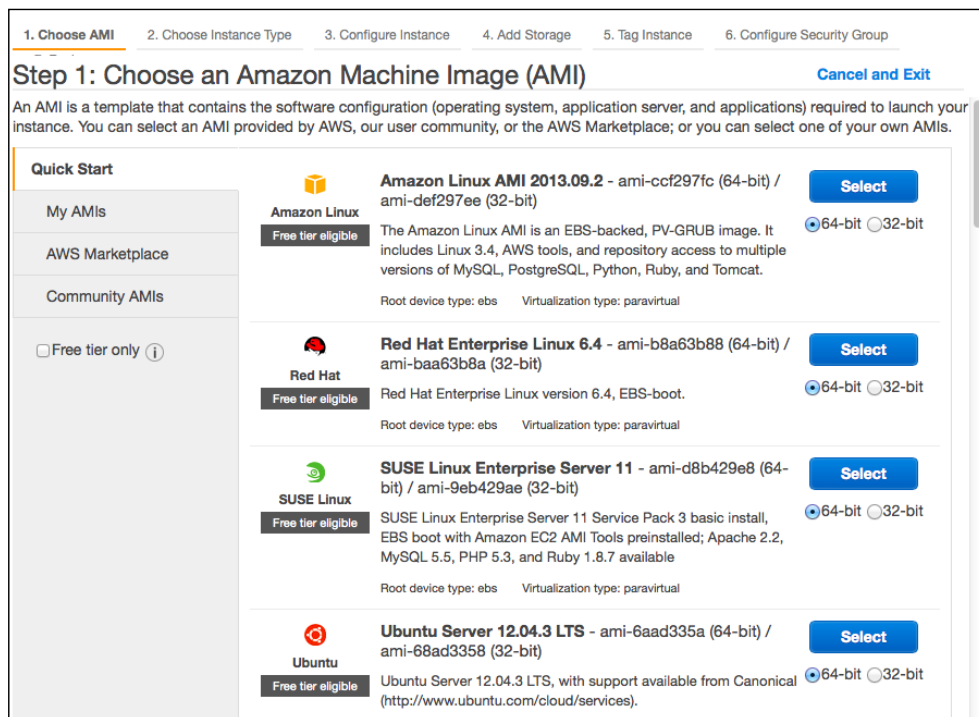 1. Choose AMI 2. Choose Instance Type 3. Configure Instance 4. Add Storage 5. Tag Instance 6. Configure Security Group
Step 1: Choose an Amazon Machine Image (AMI)
Cancel and Exit
An AMI is a template that contains the software configuration (operating system, application server, and applications) required to launch your
instance. You can select an AMI provided by AWS, our user community, or the AWS Marketplace; or you can select one of your own AMIs.
Quick Start
My AMIs
AWS Marketplace
Community AMIs
Free tier only i
Amazon Linux
Free tier eligible
Amazon Linux AMI 2013.09.2 - ami-ccf297fc (64-bit) /
ami-def297ee (32-bit)
The Amazon Linux AMI is an EBS-backed, PV-GRUB image. It
includes Linux 3.4, AWS tools, and repository access to multiple
versions of MySQL, PostgreSQL, Python, Ruby, and Tomcat.
Root device type: ebs Virtualization type: paravirtual
Select
64-bit 32-bit
Red Hat
Free tier eligible
Red Hat Enterprise Linux 6.4 - ami-b8a63b88 (64-bit) /
ami-baa63b8a (32-bit)
Red Hat Enterprise Linux version 6.4, EBS-boot.
Root device type: ebs Virtualization type: paravirtual
Select
64-bit 32-bit
SUSE Linux
Free tier eligible
SUSE Linux Enterprise Server 11 - ami-d8b429e8 (64-
bit) / ami-9eb429ae (32-bit)
SUSE Linux Enterprise Server 11 Service Pack 3 basic install,
EBS boot with Amazon EC2 AMI Tools preinstalled; Apache 2.2,
MySQL 5.5, PHP 5.3, and Ruby 1.8.7 available
Root device type: ebs Virtualization type: paravirtual
Select
64-bit 32-bit
Ubuntu
Free tier eligible
Ubuntu Server 12.04.3 LTS - ami-6aad335a (64-bit) /
ami-68ad3358 (32-bit)
Ubuntu Server 12.04.3 LTS, with support available from Canonical
(http://www.ubuntu.com/cloud/services).
Select
64-bit 32-bit